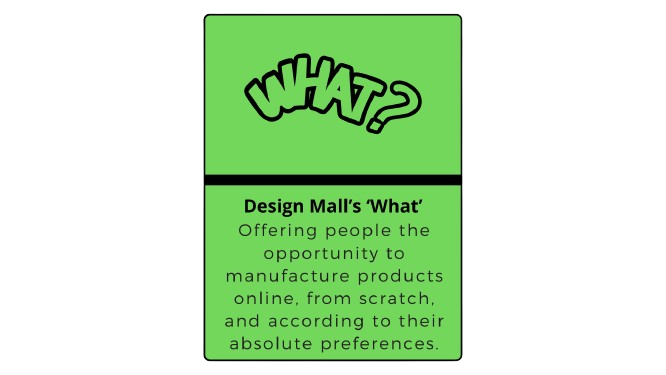 WHAT?
Design Mall’s ‘What’
Offering people the
opportunity to
manufacture products
online, from scratch,
and according to their
absolute preferences.